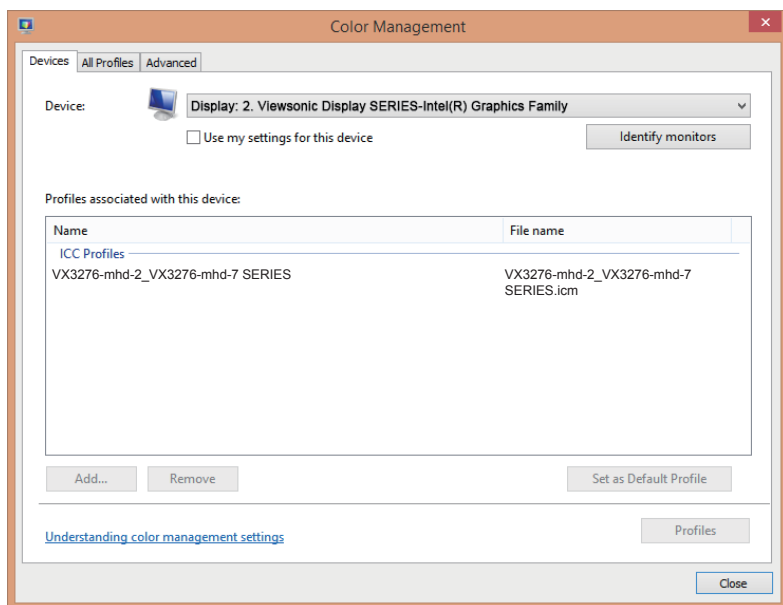 Color Management
Devices All Profiles Advanced
Device: Display: 2. Viewsonic Display SERIES-Intel(R) Graphics Family
Use my settings for this device Identify monitors
Profiles associated with this device:
Name File name
ICC Profiles
VX3276-mhd-2_VX3276-mhd-7 SERIES VX3276-mhd-2_VX3276-mhd-7
SERIES.icm
Add... Remove Set as Default Profile
Understanding color management settings Profiles
Close